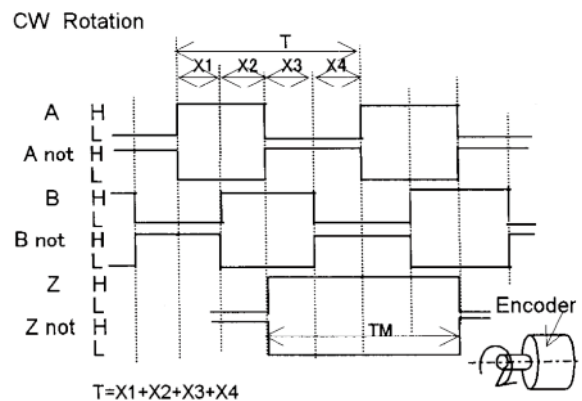 CW Rotation
T
X1 X2 X3 X4
A H
L
A not H
L
B H
L
B not H
L
Z H
L
Z not H
L
TM
Encoder
T=X1+X2+X3+X4